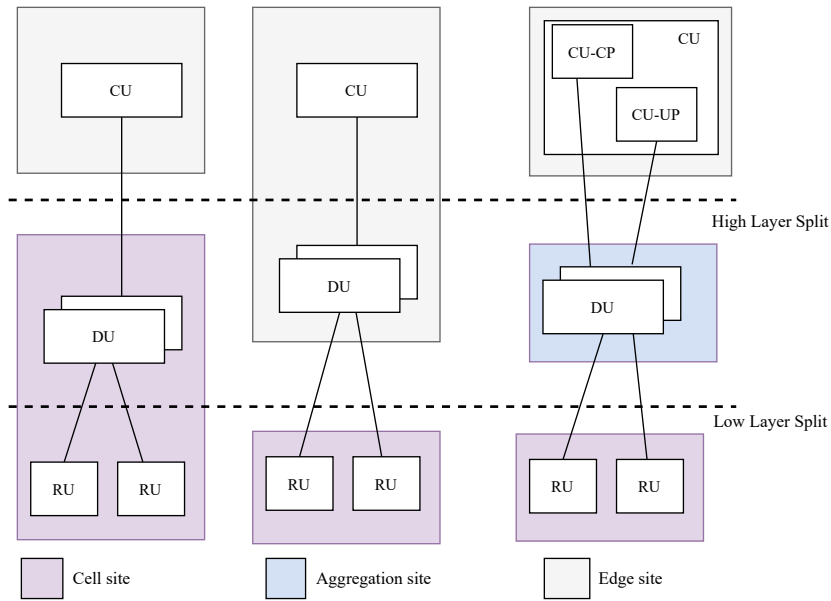 CU
CU
CU
CU-CP
CU-UP
High Layer Split
DU
DU
DU
Low Layer Split
RU
RU
RU
RU
RU
RU
Cell site
Aggregation site
Edge site